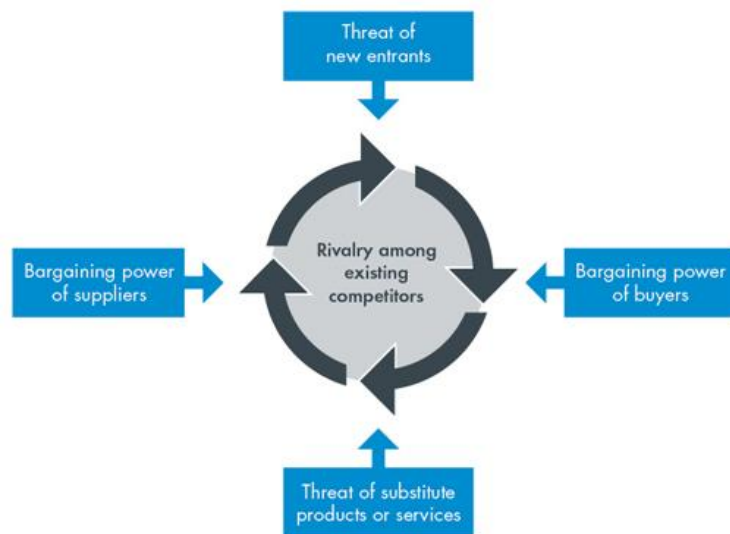 Threat of
new entrants
Bargaining power
of suppliers
Rivalry among
existing
competitors
Bargaining power
of buyers
Threat of substitute
products or services